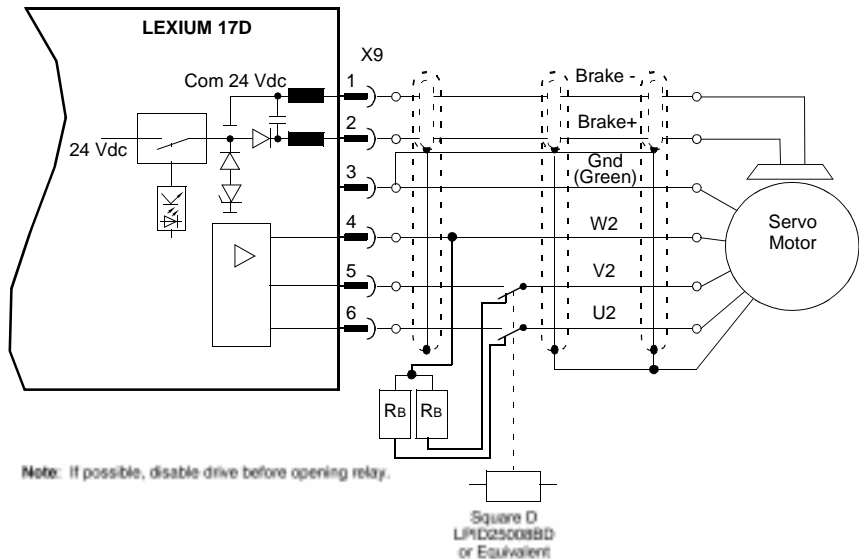 LEXIUM 17D
X9
Com 24 Vdc
1
Brake -
2
Brake+
24 Vdc
3
Gnd
(Green)
4
W2
Servo
Motor
5
V2
6
U2
RB
RB
Note: If possible, disable drive before opening relay.
Square D
LPID25008BD
or Equivalent